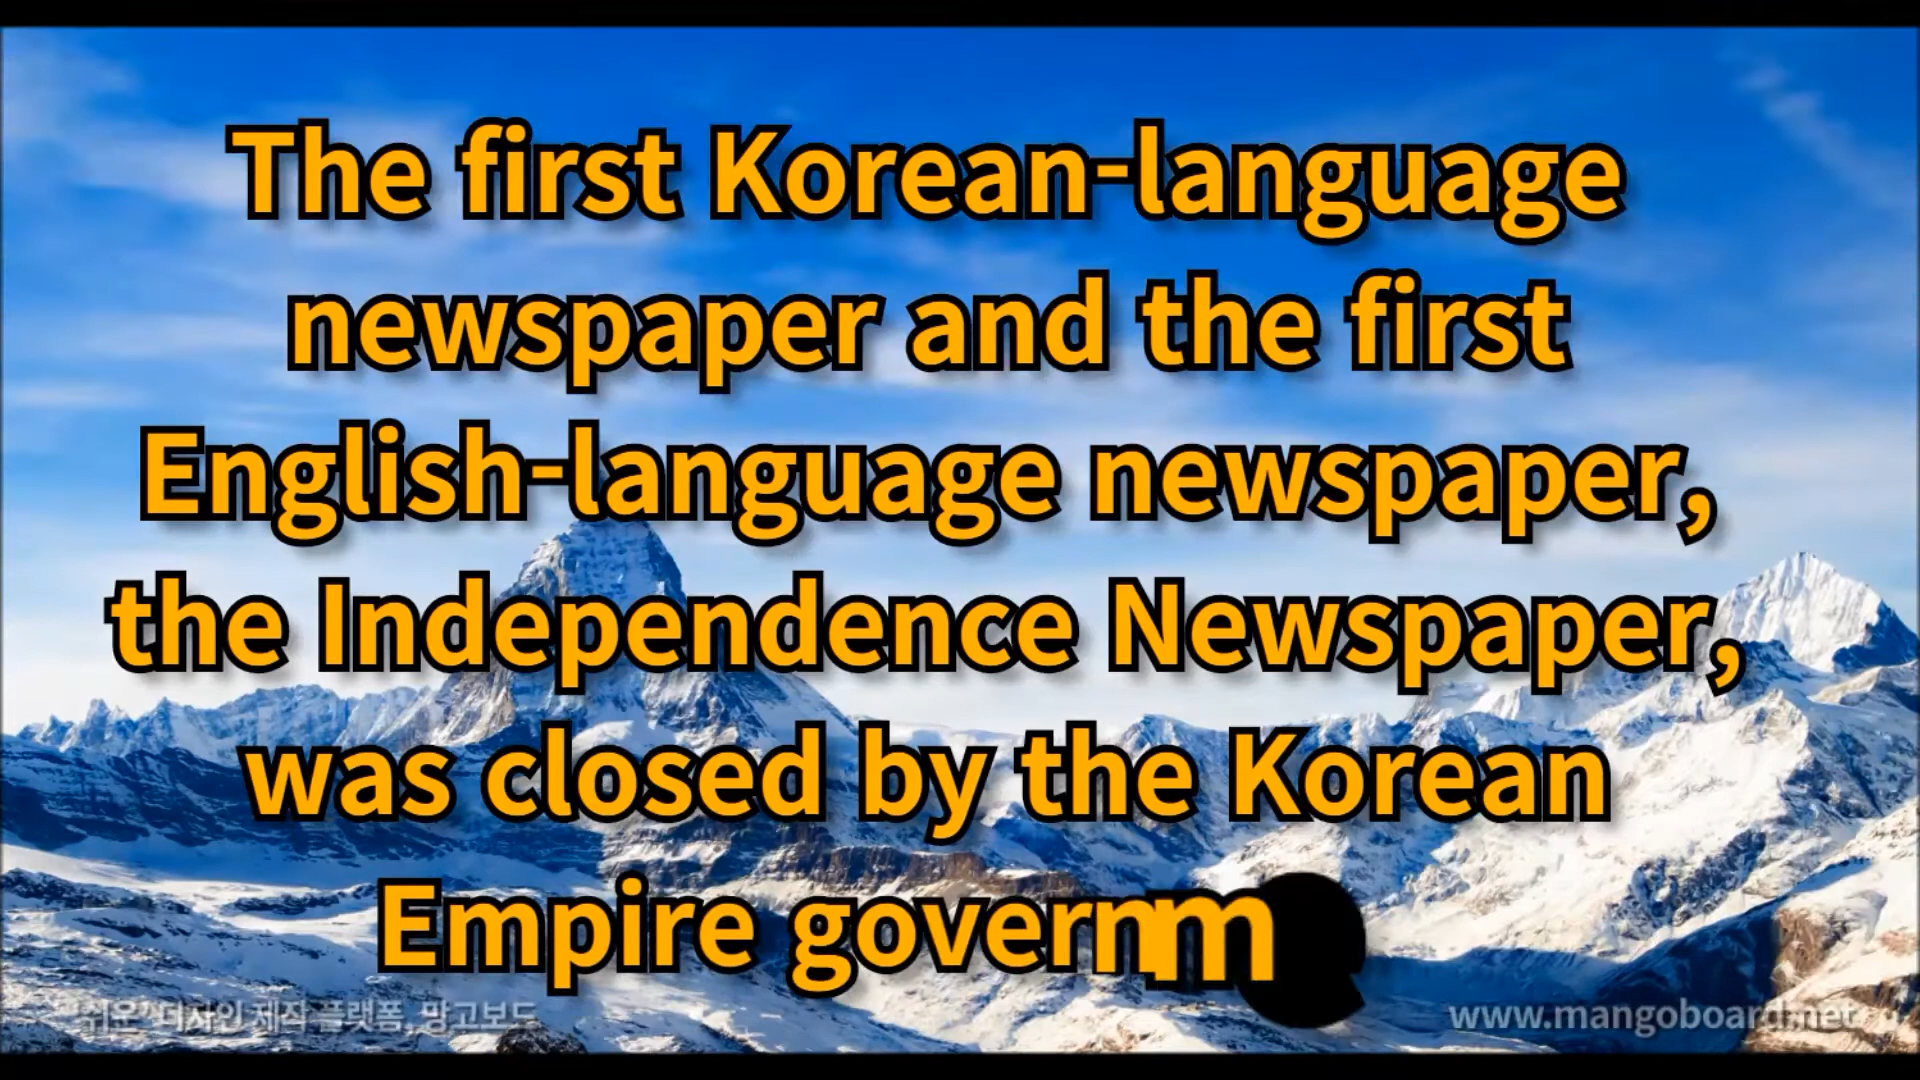 The first Korean-language
newspaper and the first
English-language newspaper,
the Independence Newspaper,
was closed by the Korean
Empire governm
'쉬운' 디자인 제작 플랫폼, 망고보드
www.mangoboard.net